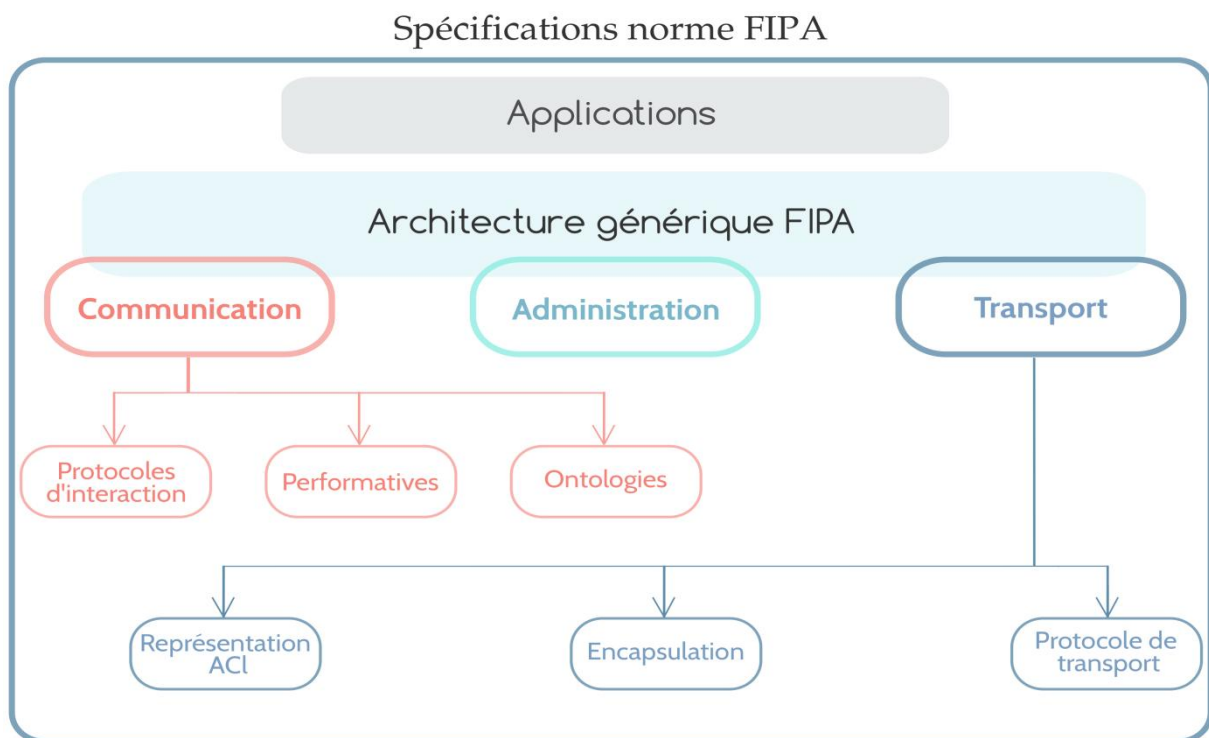 Spécifications norme FIPA
Applications
Architecture générique FIPA
Communication
Administration
Transport
Protocoles
d'interaction
Performatives
Ontologies
Représentation
ACl
Encapsulation
Protocole de
transport